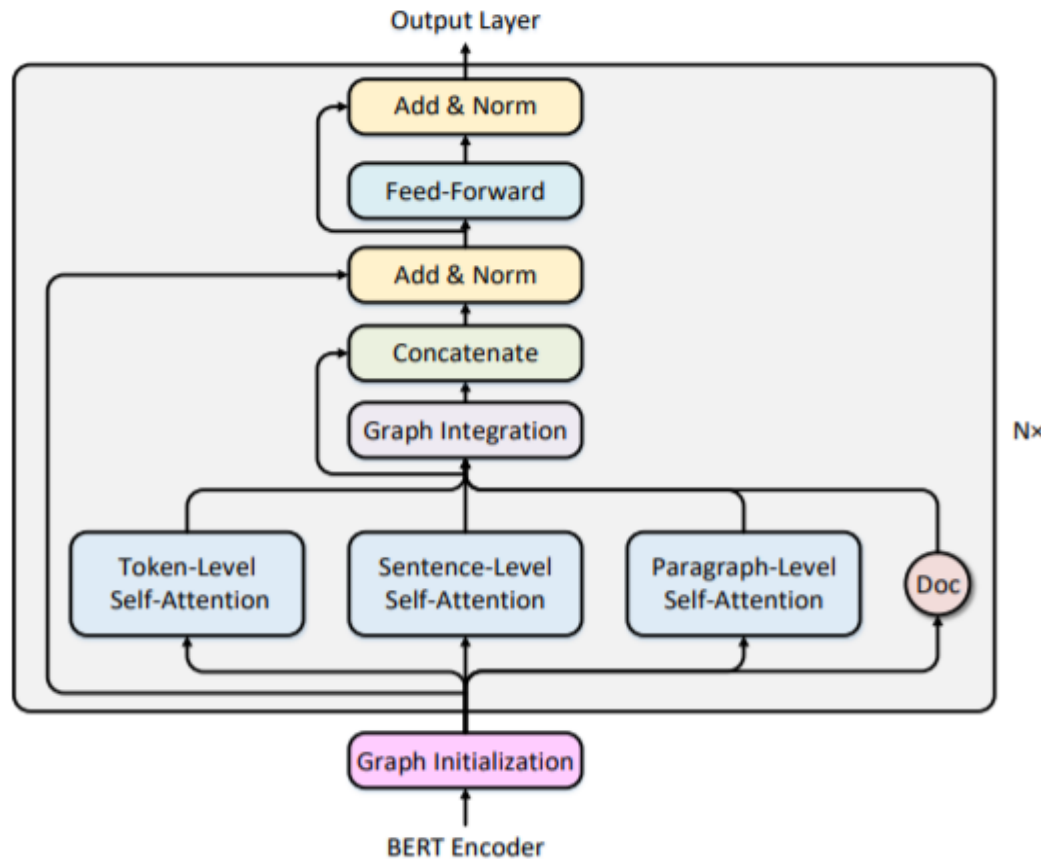 Output Layer
Add & Norm
Feed-Forward
Add & Norm
Concatenate
Graph Integration
N×
Token-Level
Self-Attention
Sentence-Level
Self-Attention
Paragraph-Level
Self-Attention
Doc
Graph Initialization
BERT Encoder